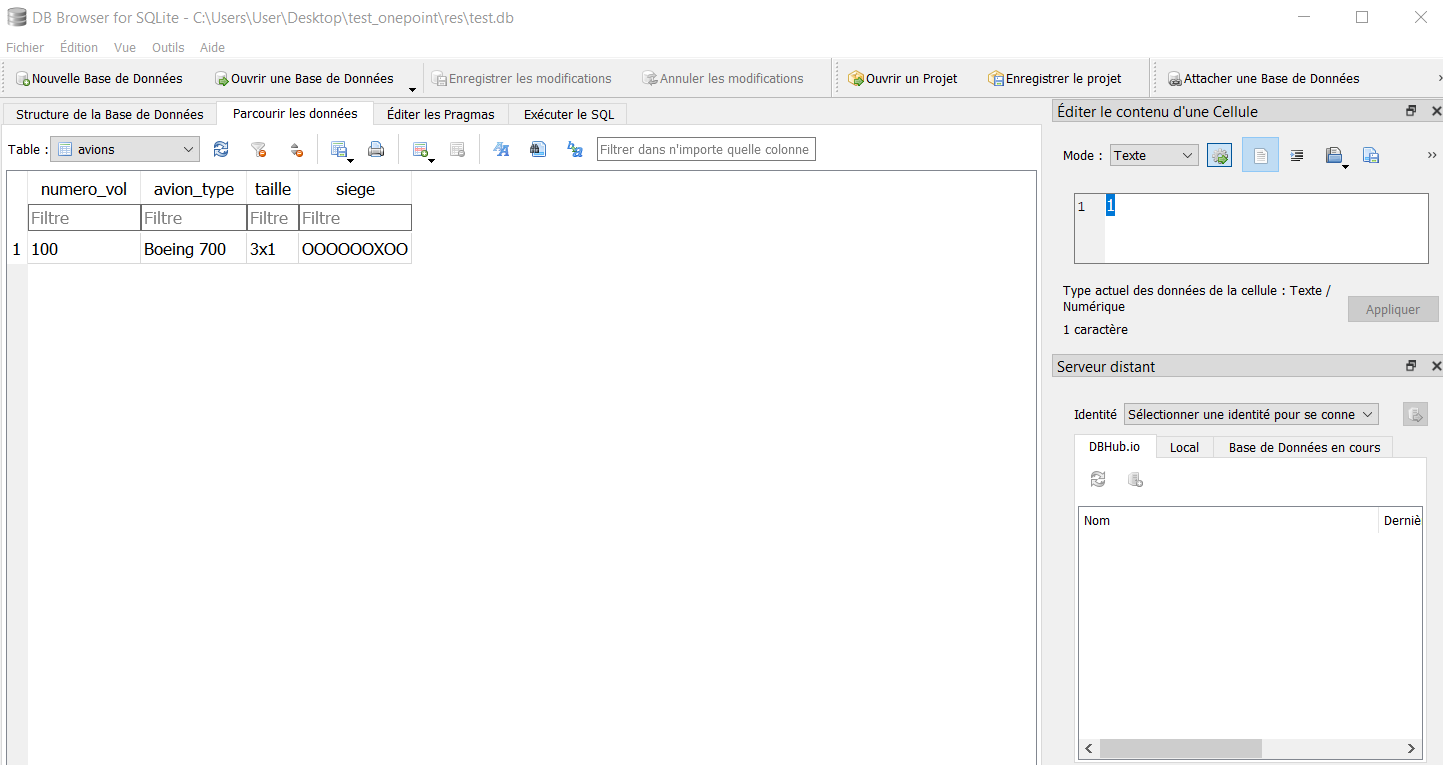 DB Browser for SQLite - C:\Users\User\Desktop\test_onepoint\res\test.db
Fichier Édition Vue Outils Aide
Nouvelle Base de Données Ouvrir une Base de Données Enregistrer les modifications Annuler les modifications Ouvrir un Projet Enregistrer le projet Attacher une Base de Données
Structure de la Base de Données Parcourir les données Éditer les Pragmas Exécuter le SQL
Table : avions Filtrer dans n'importe quelle colonne
numero_vol avion_type taille siege
Filtre Filtre Filtre Filtre
1 100 Boeing 700 3x1 OOOOOOXOO
Éditer le contenu d'une Cellule
Mode : Texte
1 1
Type actuel des données de la cellule : Texte /
Numérique
Appliquer
1 caractère
Serveur distant
Identité Sélectionner une identité pour se conne
DBHub.io Local Base de Données en cours
Nom Derniè